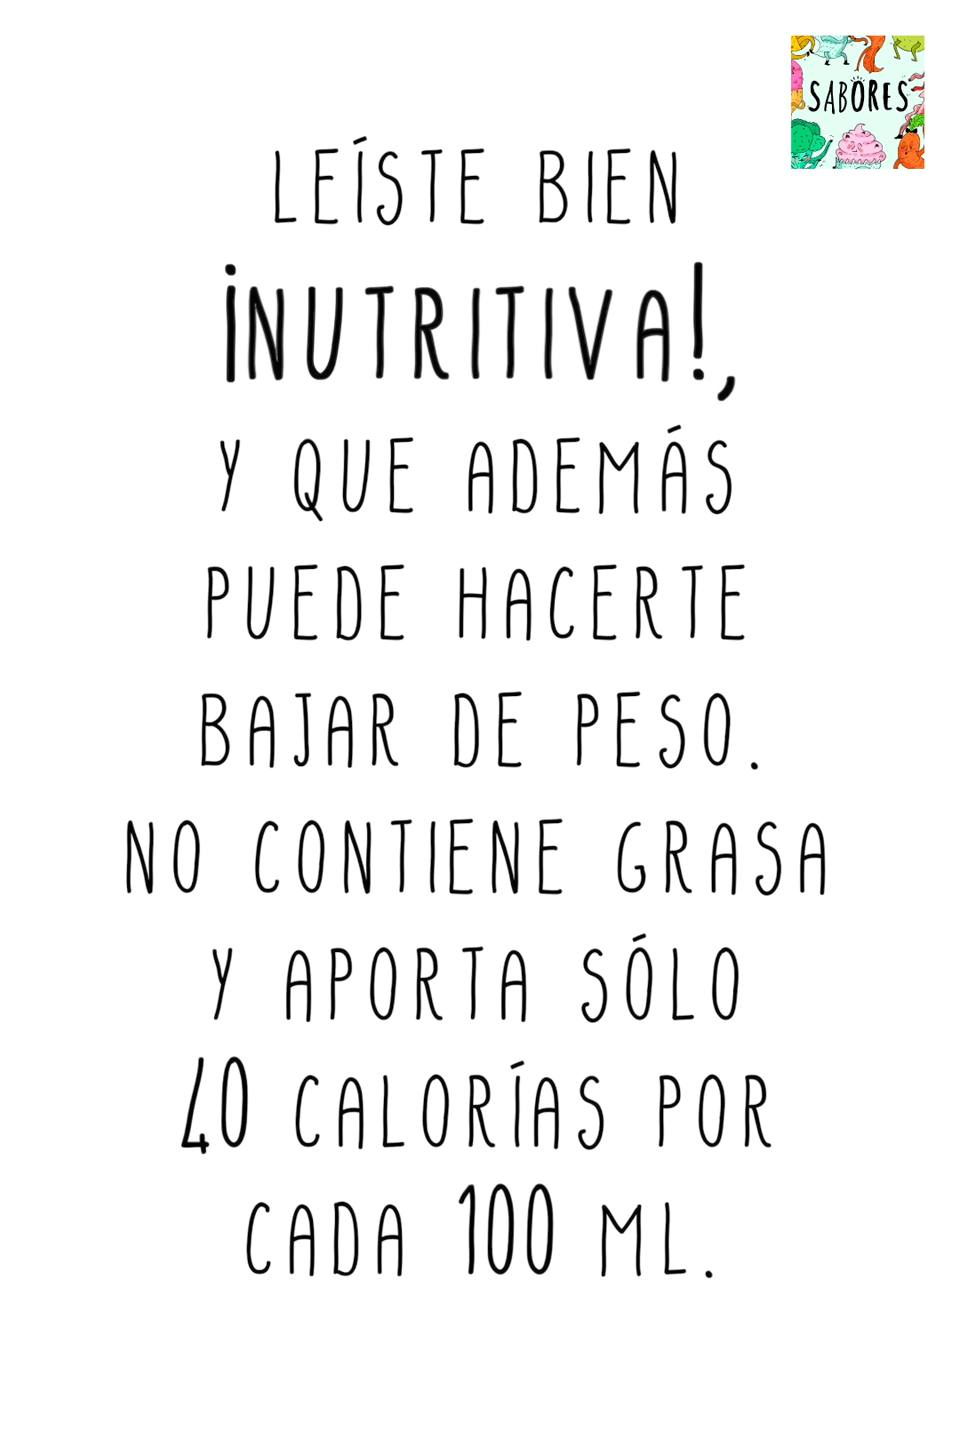 SABORES
LEÍSTE BIEN
¡NUTRITIVA!,
Y QUE ADEMÁS
PUEDE HACERTE
BAJAR DE PESO.
NO CONTIENE GRASA
Y APORTA SÓLO
40 CALORÍAS POR
CADA 100 ML.